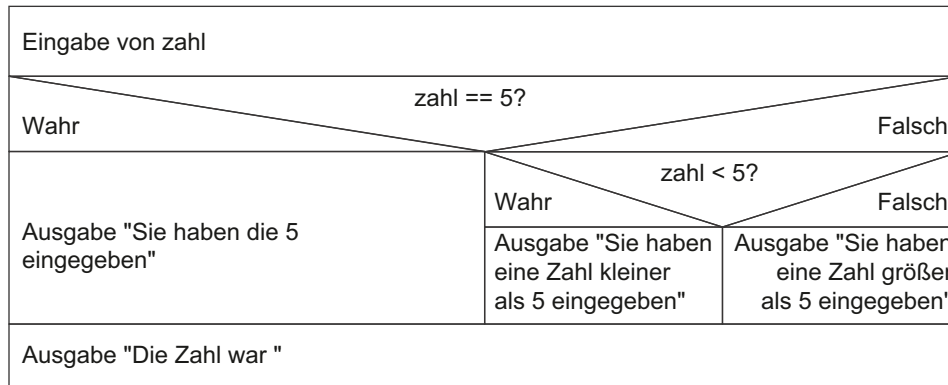 Eingabe von zahl
zahl == 5?
Wahr
Falsch
zahl < 5?
Wahr
Falsch
Ausgabe "Sie haben die 5
eingegeben"
Ausgabe "Sie haben
eine Zahl kleiner
als 5 eingegeben"
Ausgabe "Sie haben
eine Zahl größer
als 5 eingegeben"
Ausgabe "Die Zahl war "